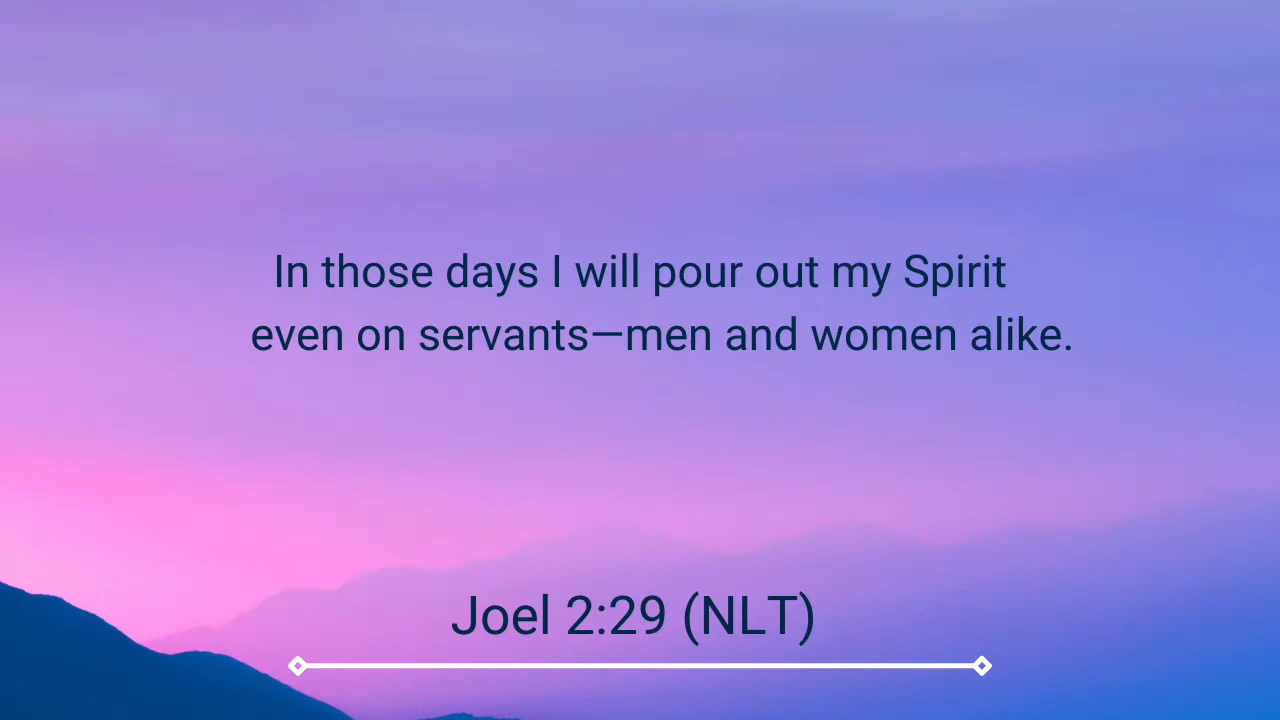 In those days I will pour out my Spirit
even on servants—men and women alike.
Joel 2:29 (NLT)